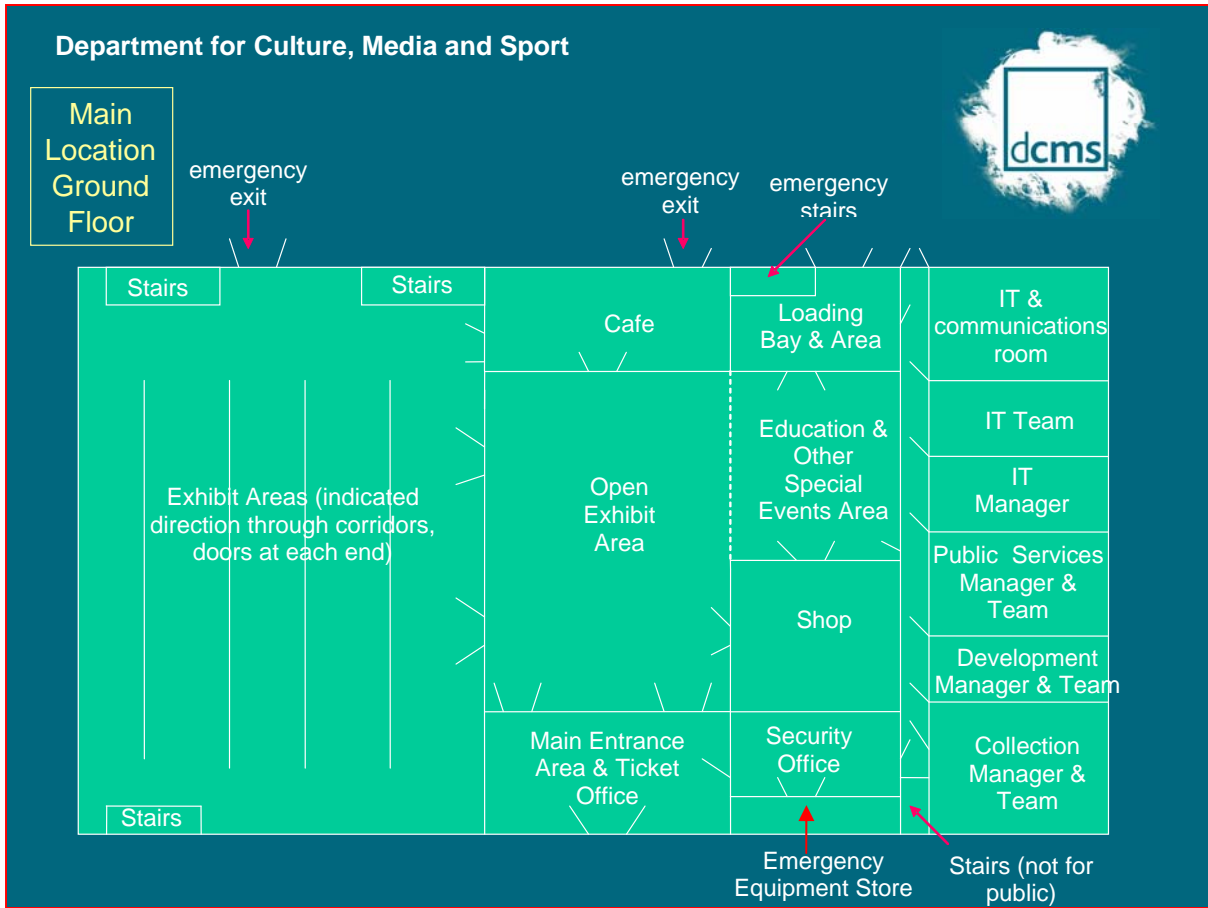 Department for Culture, Media and Sport
dcms
Main
Location
Ground
Floor
emergency
exit
emergency
exit
emergency
stairs
Stairs
Stairs
Cafe
Loading
Bay & Area
IT &
communications
room
IT Team
Education &
Other
Special
Events Area
IT
Manager
Exhibit Areas (indicated
direction through corridors,
doors at each end)
Open
Exhibit
Area
Public  Services
Manager &
Team
Shop
Development
Manager & Team
Main Entrance
Area & Ticket
Office
Security
Office
Collection
Manager &
Team
Stairs
Emergency
Equipment Store
Stairs (not for
public)